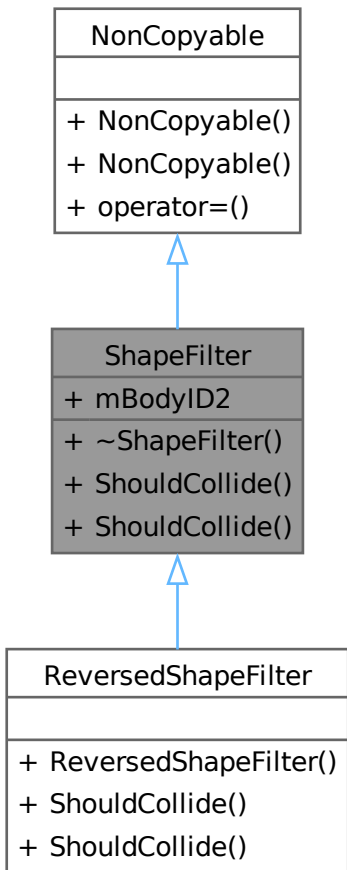 NonCopyable
+ NonCopyable()
+ NonCopyable()
+ operator=()
ShapeFilter
+ mBodyID2
+ ~ShapeFilter()
+ ShouldCollide()
+ ShouldCollide()
ReversedShapeFilter
+ ReversedShapeFilter()
+ ShouldCollide()
+ ShouldCollide()